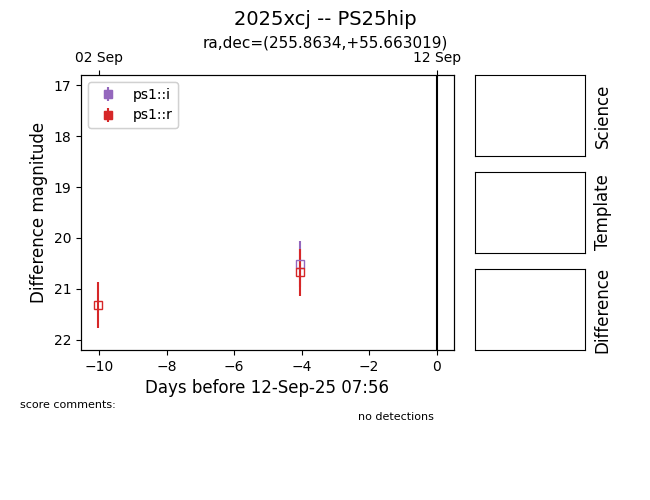 2025xcj -- PS25hip
ra,dec=(255.8634,+55.663019)
02 Sep
12 Sep
ps1::i
ps1::r
17
18
19
20
21
22
Difference magnitude
−10
−8
−6
−4
−2
0
Days before 12-Sep-25 07:56
Science
Template
Difference
score comments:
no detections